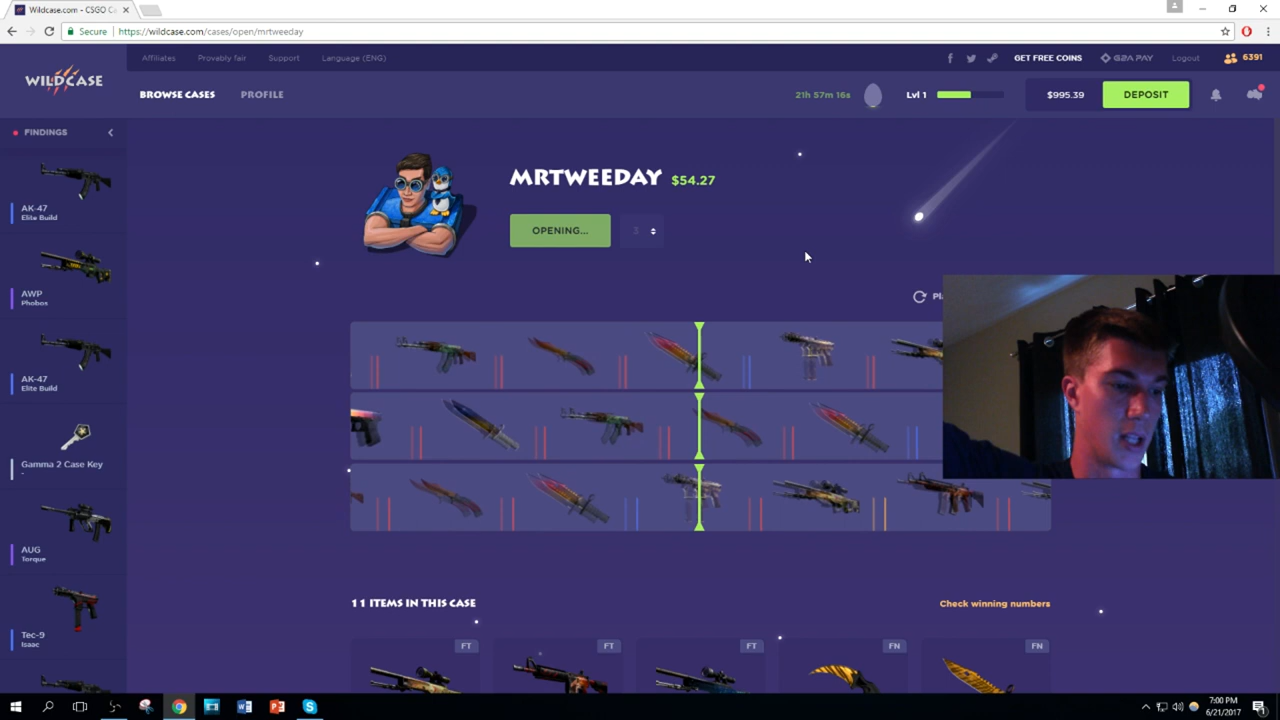 Wildcase.com - CSGO C
Secure
https://wildcase.com/cases/open/mrtweeday
Affiliates
Provably fair
Support
Language (ENG)
GET FREE COINS
G2A PAY
Logout
6391
WILDCASE
BROWSE CASES
PROFILE
21h 57m 16s
Lvl 1
$995.39
DEPOSIT
FINDINGS
AK-47
Elite Build
AWP
Phobos
AK-47
Elite Build
Gamma 2 Case Key
-
AUG
Torque
Tec-9
Isaac
MRTWEEDAY $54.27
OPENING...
3
11 ITEMS IN THIS CASE
Check winning numbers
FT
FT
FT
FN
FN
7:00 PM
6/21/2017